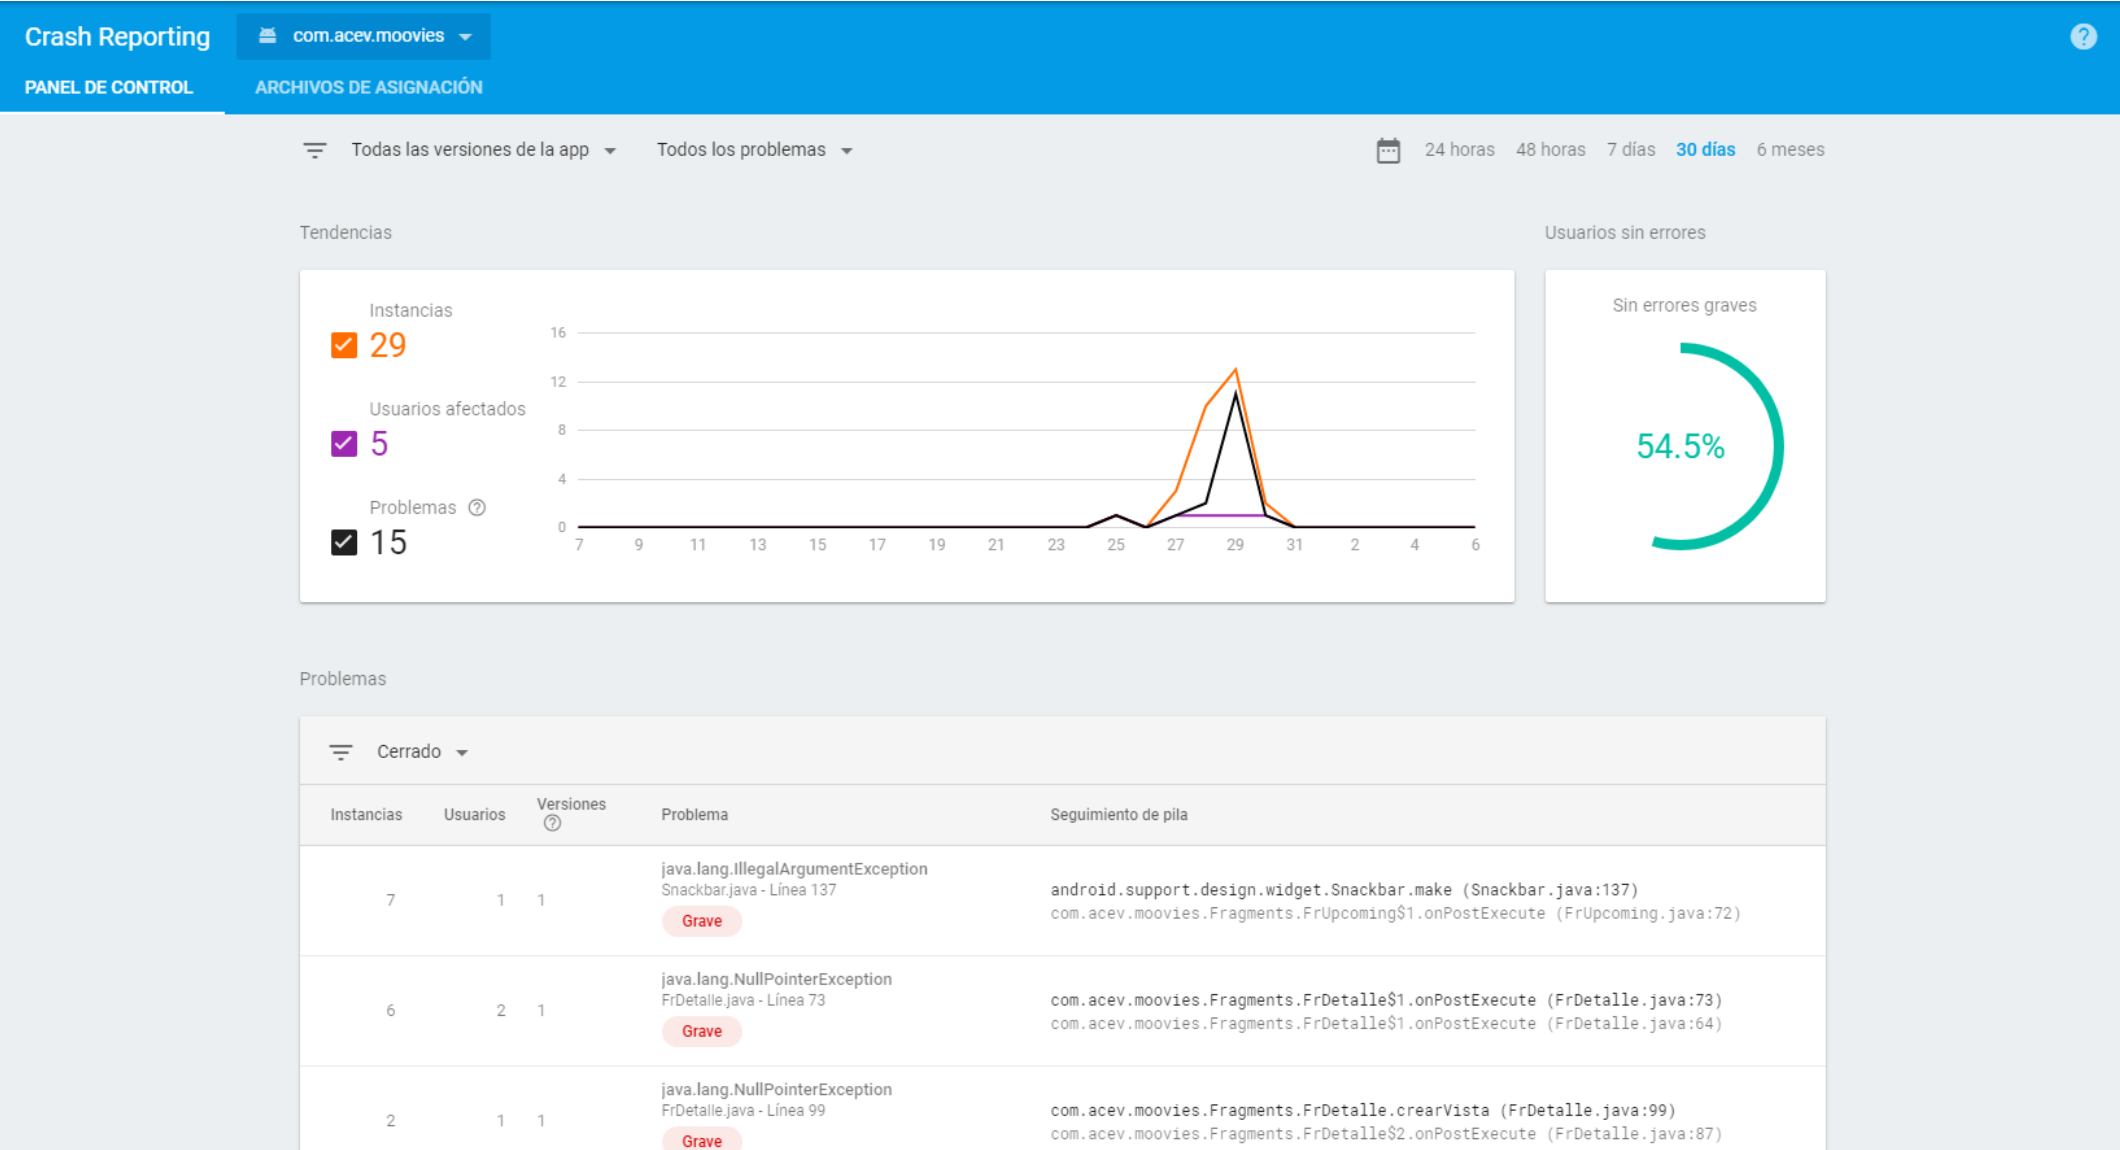 Crash Reporting
com.acev.moovies
?
PANEL DE CONTROL
ARCHIVOS DE ASIGNACIÓN
Todas las versiones de la app
Todos los problemas
24 horas 48 horas 7 días 30 días 6 meses
Tendencias
Usuarios sin errores
Instancias
29
Usuarios afectados
5
Problemas ?
15
16
12
8
4
0
7 9 11 13 15 17 19 21 23 25 27 29 31 2 4 6
Sin errores graves
54.5%
Problemas
Cerrado
Instancias Usuarios Versiones ? Problema Seguimiento de pila
7 1 1
java.lang.IllegalArgumentException
Snackbar.java - Línea 137
Grave
android.support.design.widget.Snackbar.make (Snackbar.java:137)
com.acev.moovies.Fragments.FrUpcoming$1.onPostExecute (FrUpcoming.java:72)
6 2 1
java.lang.NullPointerException
FrDetalle.java - Línea 73
Grave
com.acev.moovies.Fragments.FrDetalle$1.onPostExecute (FrDetalle.java:73)
com.acev.moovies.Fragments.FrDetalle$1.onPostExecute (FrDetalle.java:64)
2 1 1
java.lang.NullPointerException
FrDetalle.java - Línea 99
Grave
com.acev.moovies.Fragments.FrDetalle.crearVista (FrDetalle.java:99)
com.acev.moovies.Fragments.FrDetalle$2.onPostExecute (FrDetalle.java:87)